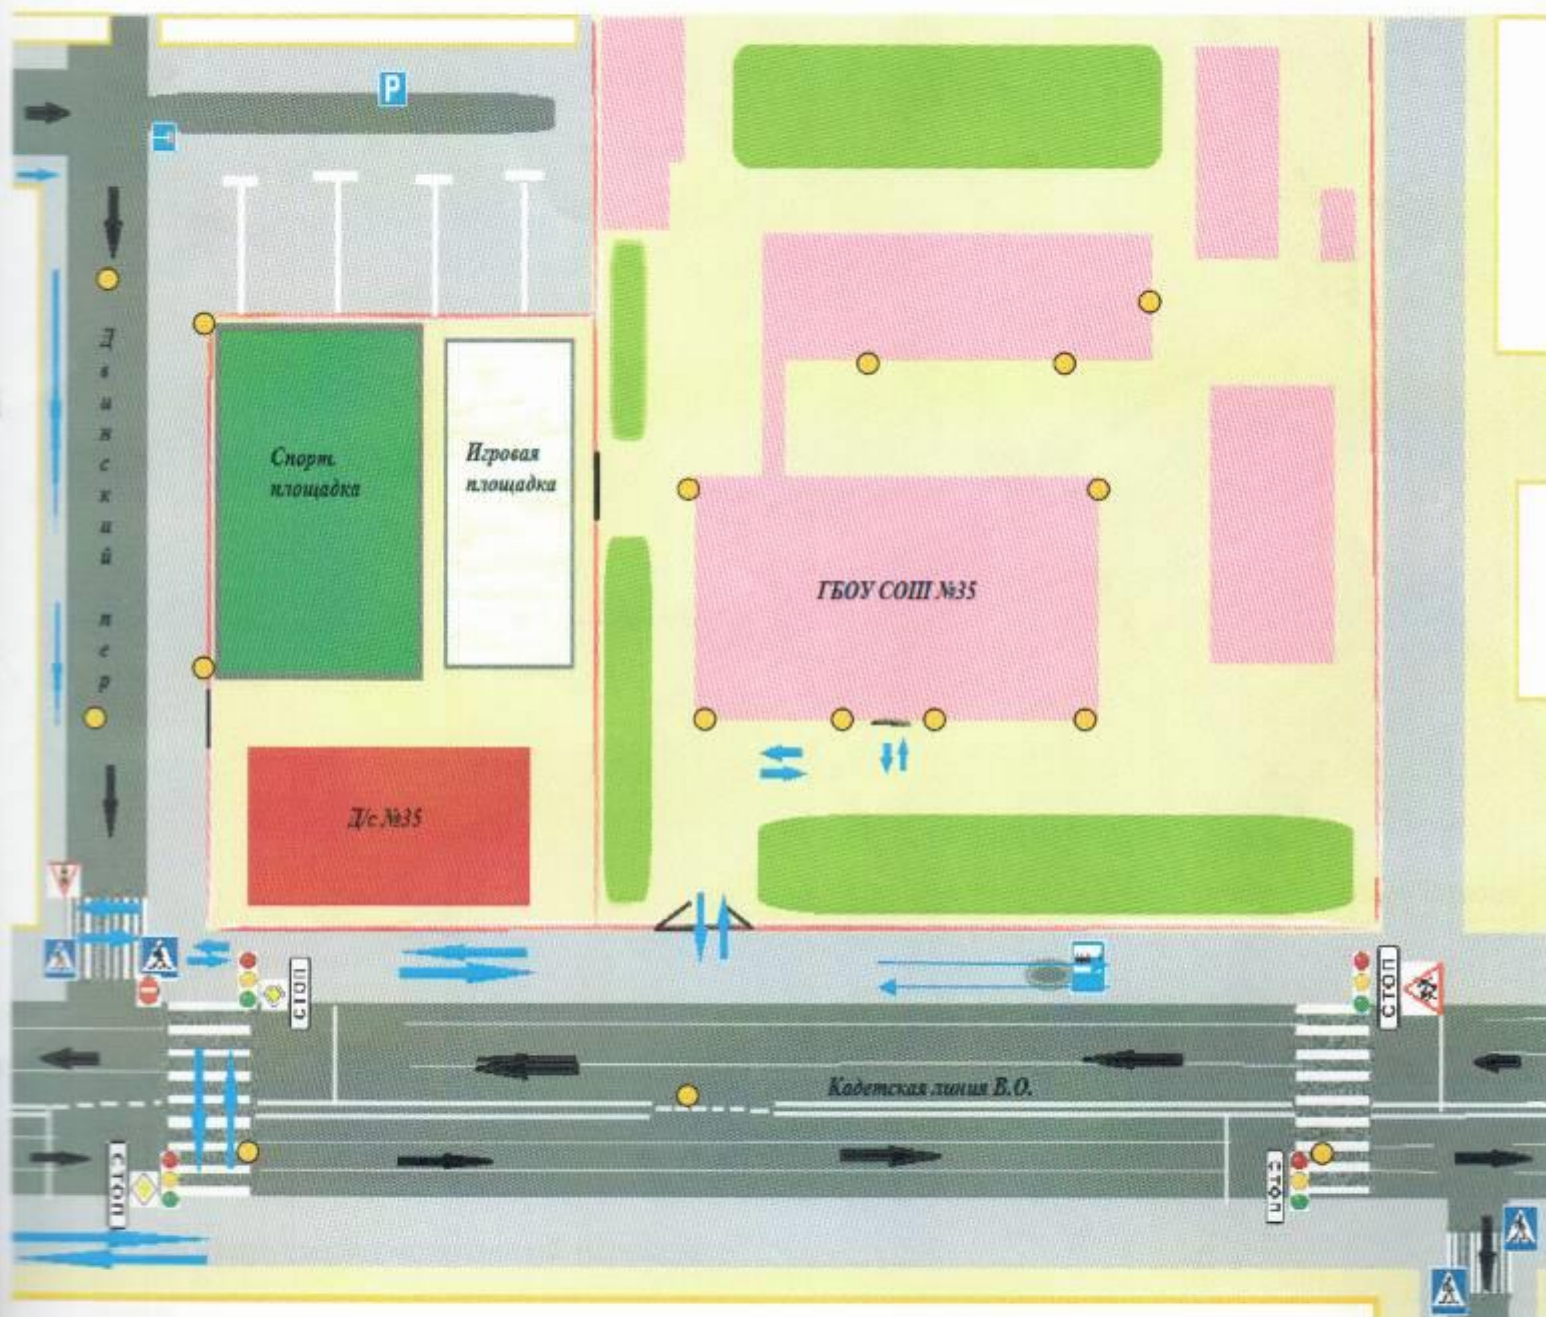 P
Двинский пер
Спорт.
площадка
Игровая
площадка
ГБОУ СОШ №35
Д/с №35
СТОП
СТОП
Кадетская линия В.О.
СТОП
СТОП